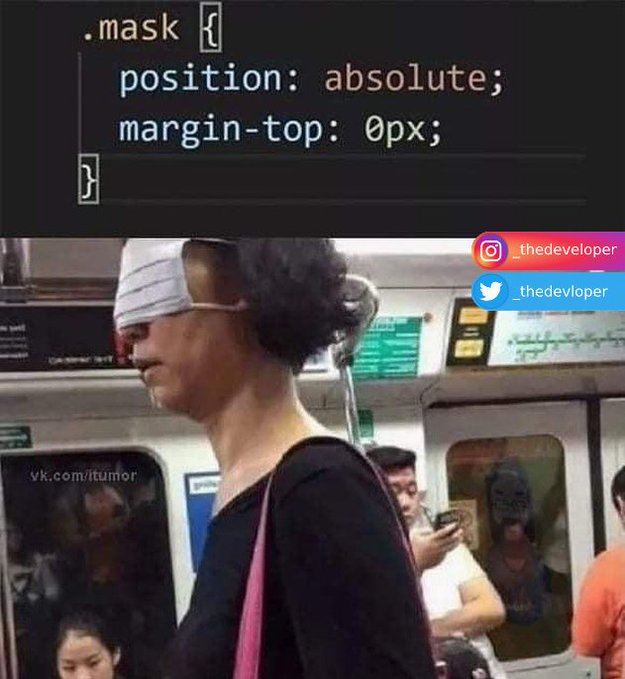 .mask {
position: absolute;
margin-top: 0px;
}
_thedeveloper
_thedevloper
vk.com/itumor